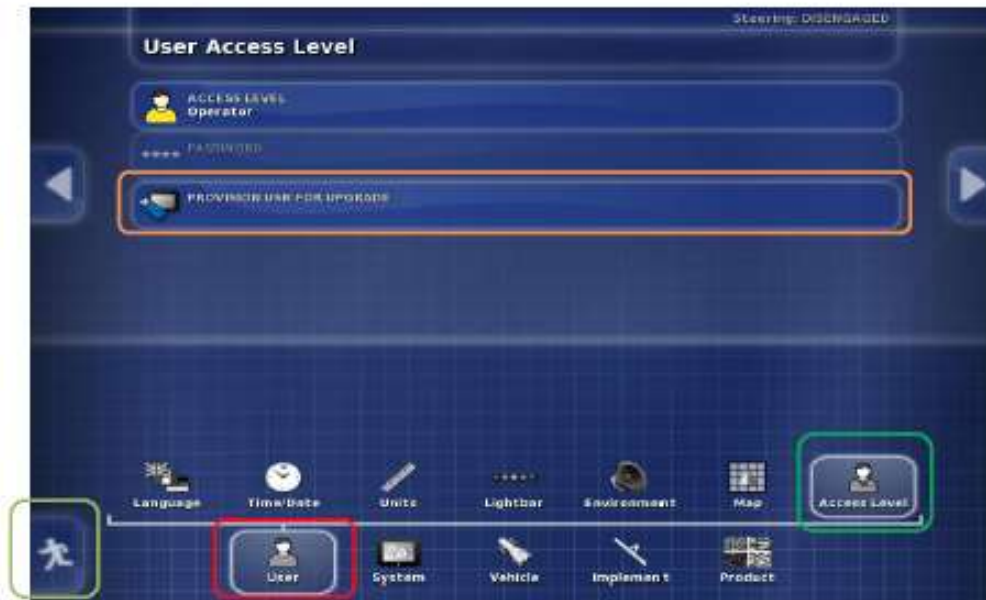 Steering: DISENGAGED
User Access Level
ACCESS LEVEL
Operator
PASSWORD
PROVISION USB FOR UPGRADE
Language Time/Date Units Lightbar Environment Map Access Level
User System Vehicle Implement Product